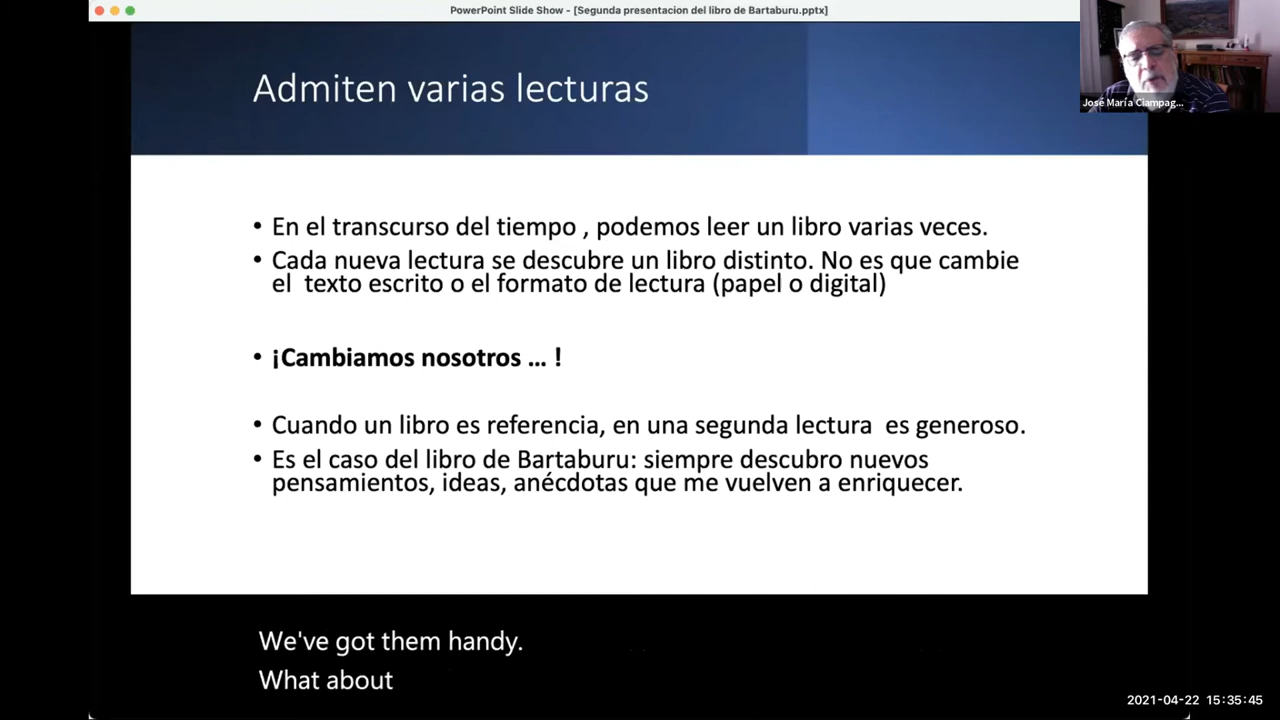 PowerPoint Slide Show - [Segunda presentacion del libro de Bartaburu.pptx]
Admiten varias lecturas
José María Ciampag...
• En el transcurso del tiempo , podemos leer un libro varias veces.
• Cada nueva lectura se descubre un libro distinto. No es que cambie
el texto escrito o el formato de lectura (papel o digital)
• ¡Cambiamos nosotros ... !
• Cuando un libro es referencia, en una segunda lectura es generoso.
• Es el caso del libro de Bartaburu: siempre descubro nuevos
pensamientos, ideas, anécdotas que me vuelven a enriquecer.
We've got them handy.
What about
2021-04-22 15:35:45